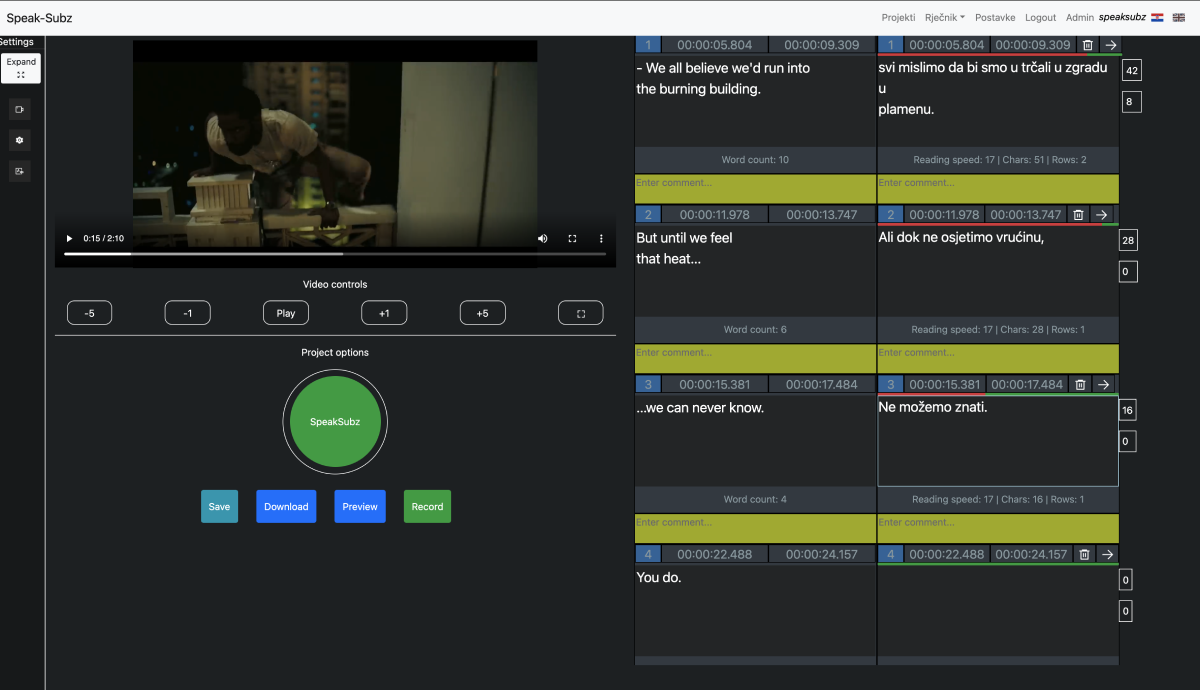 Speak-Subz
Projekti Rječnik Postavke Logout Admin speaksubz
Settings
Expand
0:15 / 2:10
Video controls
-5 -1 Play +1 +5
Project options
SpeakSubz
Save Download Preview Record
1 00:00:05.804 00:00:09.309
- We all believe we'd run into
the burning building.
Word count: 10
Enter comment...
1 00:00:05.804 00:00:09.309
svi mislimo da bi smo u trčali u zgradu
u
plamenu.
42
8
Reading speed: 17 | Chars: 51 | Rows: 2
Enter comment...
2 00:00:11.978 00:00:13.747
But until we feel
that heat...
Word count: 6
Enter comment...
2 00:00:11.978 00:00:13.747
Ali dok ne osjetimo vrućinu,
28
0
Reading speed: 17 | Chars: 28 | Rows: 1
Enter comment...
3 00:00:15.381 00:00:17.484
...we can never know.
Word count: 4
Enter comment...
3 00:00:15.381 00:00:17.484
Ne možemo znati.
16
0
Reading speed: 17 | Chars: 16 | Rows: 1
Enter comment...
4 00:00:22.488 00:00:24.157
You do.
4 00:00:22.488 00:00:24.157
0
0